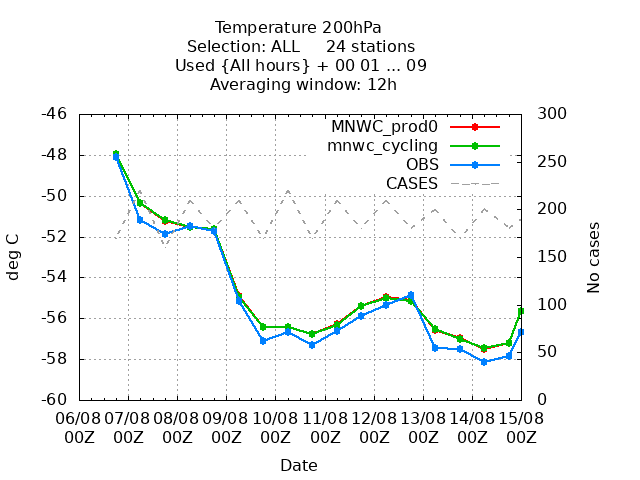 Temperature 200hPa
Selection: ALL     24 stations
Used {All hours} + 00 01 ... 09
Averaging window: 12h
MNWC_prod0
mnwc_cycling
OBS
CASES
deg C
-46
-48
-50
-52
-54
-56
-58
-60
300
250
200
150
100
50
0
No cases
06/08 07/08 08/08 09/08 10/08 11/08 12/08 13/08 14/08 15/08
00Z 00Z 00Z 00Z 00Z 00Z 00Z 00Z 00Z 00Z
Date